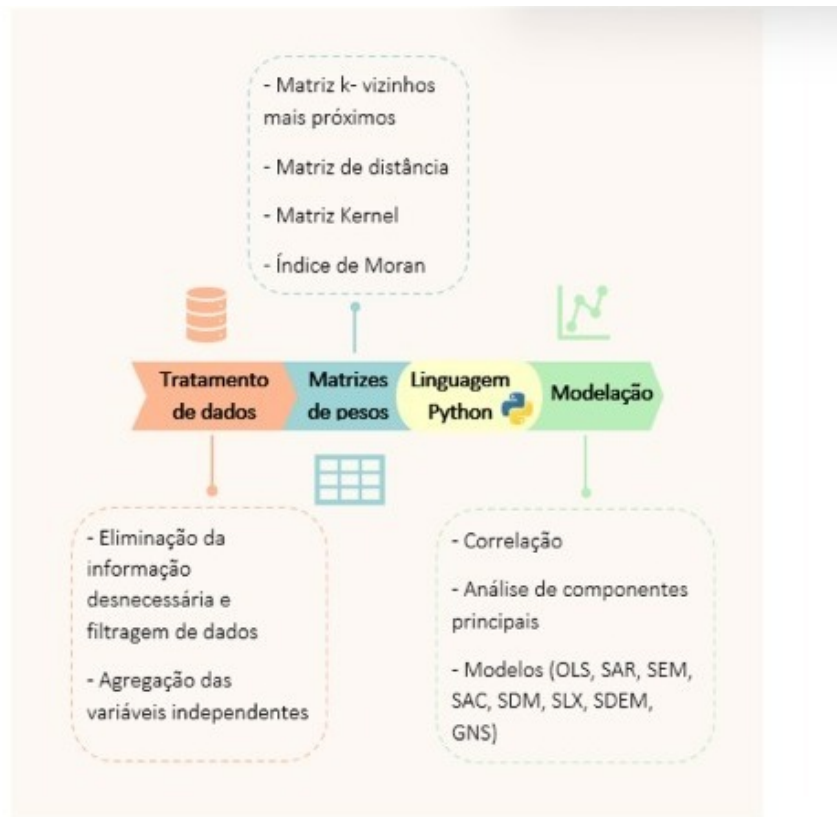 - Matriz k- vizinhos
mais próximos
- Matriz de distância
- Matriz Kernel
- Índice de Moran
Tratamento
de dados
Matrizes
de pesos
Linguagem
Python
Modelação
- Eliminação da
informação
desnecessária e
filtragem de dados
- Agregação das
variáveis independentes
- Correlação
- Análise de componentes
principais
- Modelos (OLS, SAR, SEM,
SAC, SDM, SLX, SDEM,
GNS)